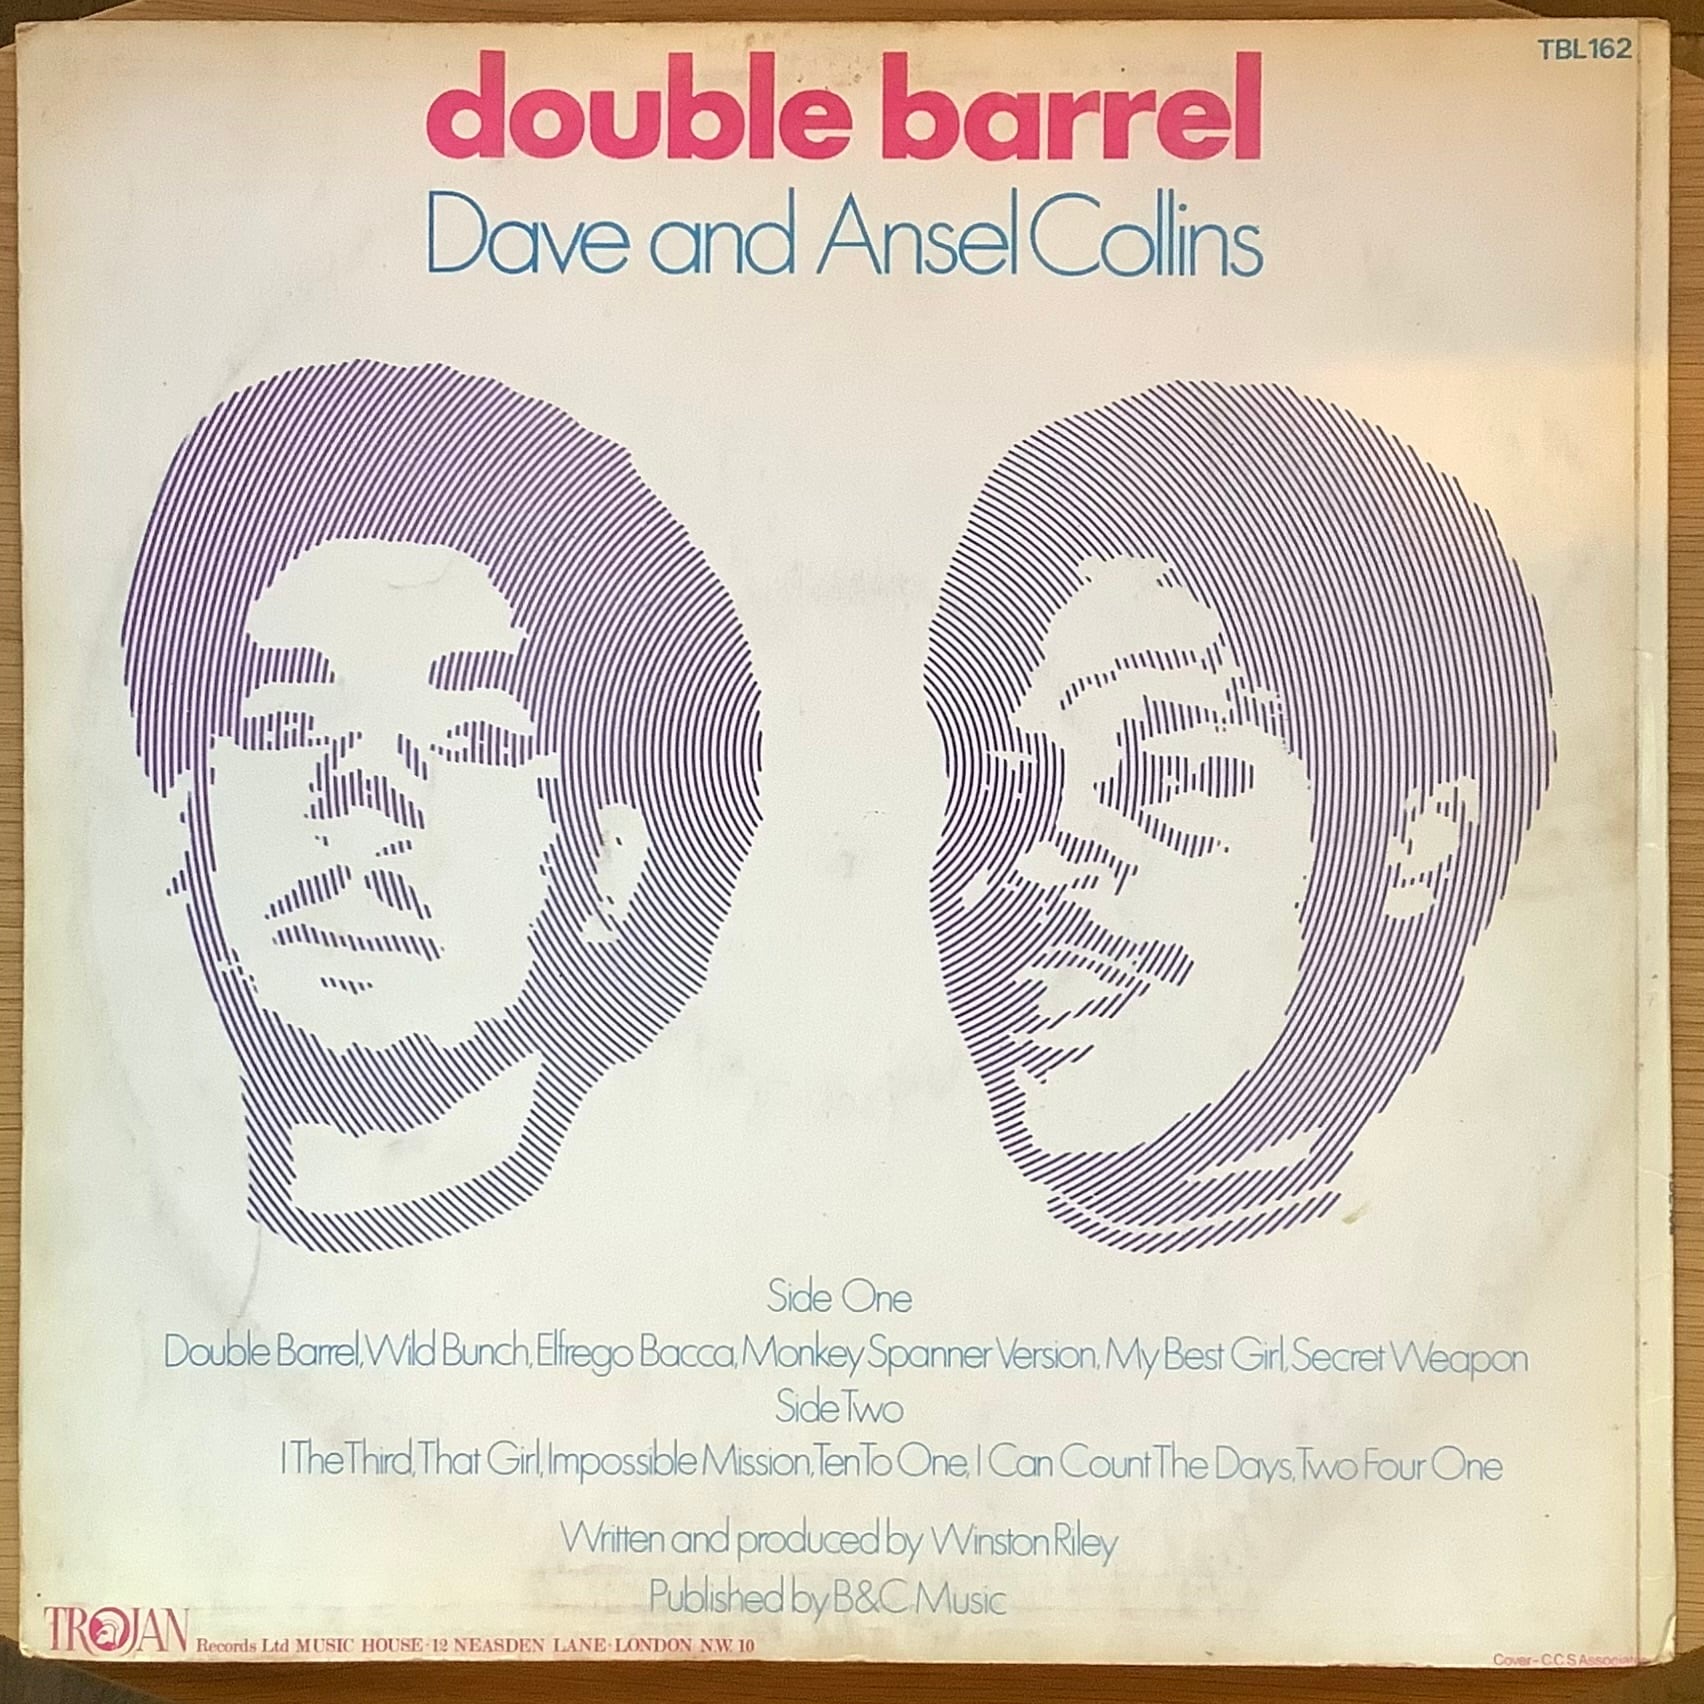 TBL162
double barrel
Dave and Ansel Collins
Side One
Double Barrel, Wild Bunch, Elfrego Bacca, Monkey Spanner Version, My Best Girl, Secret Weapon
Side Two
I The Third, That Girl, Impossible Mission, Ten To One, I Can Count The Days, Two Four One
Written and produced by Winston Riley
Published by B&C Music
TROJAN Records Ltd MUSIC HOUSE · 12 NEASDEN LANE · LONDON N.W. 10
Cover - C.C.S Associates